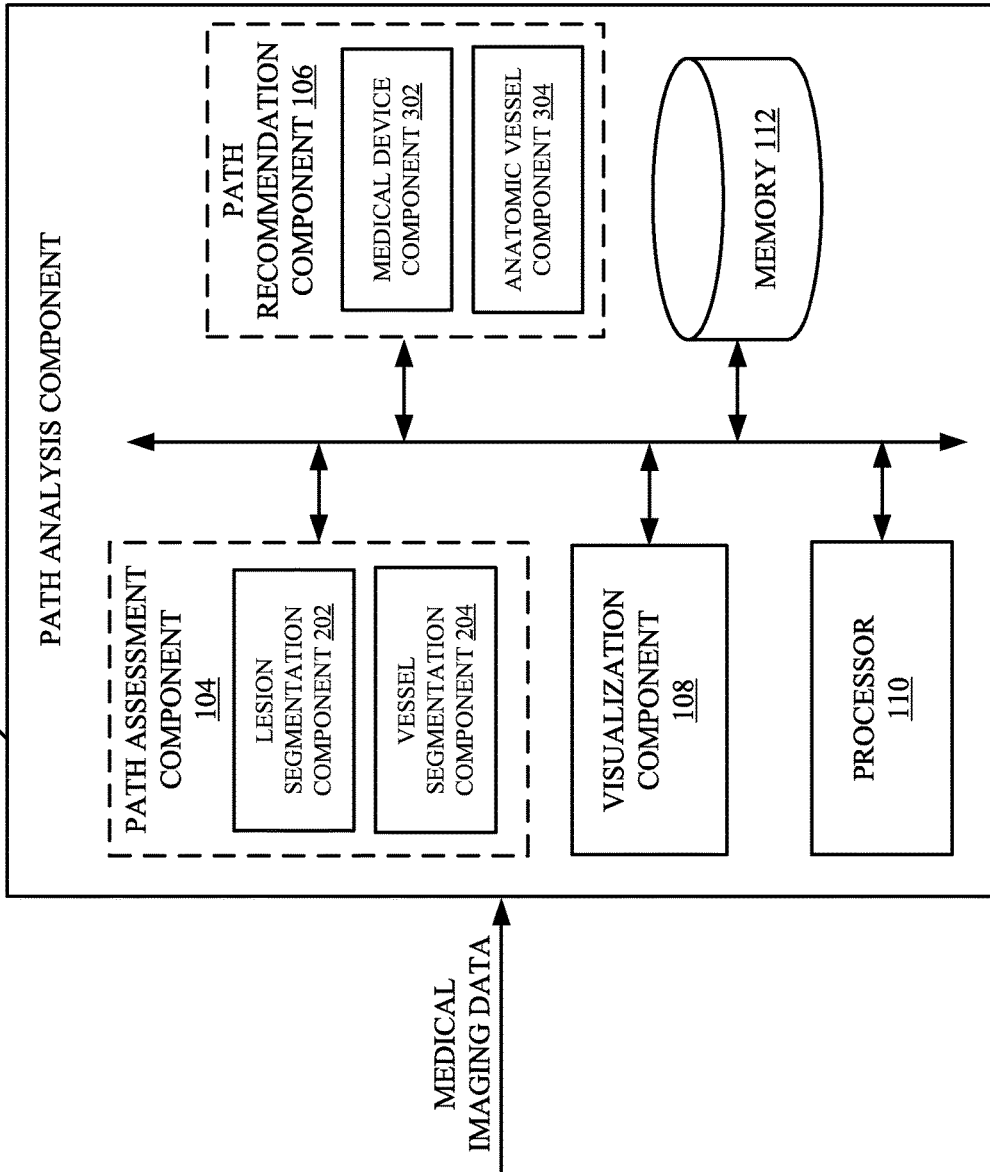 PATH ANALYSIS COMPONENT
MEDICAL
IMAGING DATA
PATH ASSESSMENT
COMPONENT
104
LESION
SEGMENTATION
COMPONENT 202
VESSEL
SEGMENTATION
COMPONENT 204
VISUALIZATION
COMPONENT
108
PROCESSOR
110
PATH
RECOMMENDATION
COMPONENT 106
MEDICAL DEVICE
COMPONENT 302
ANATOMIC VESSEL
COMPONENT 304
MEMORY 112